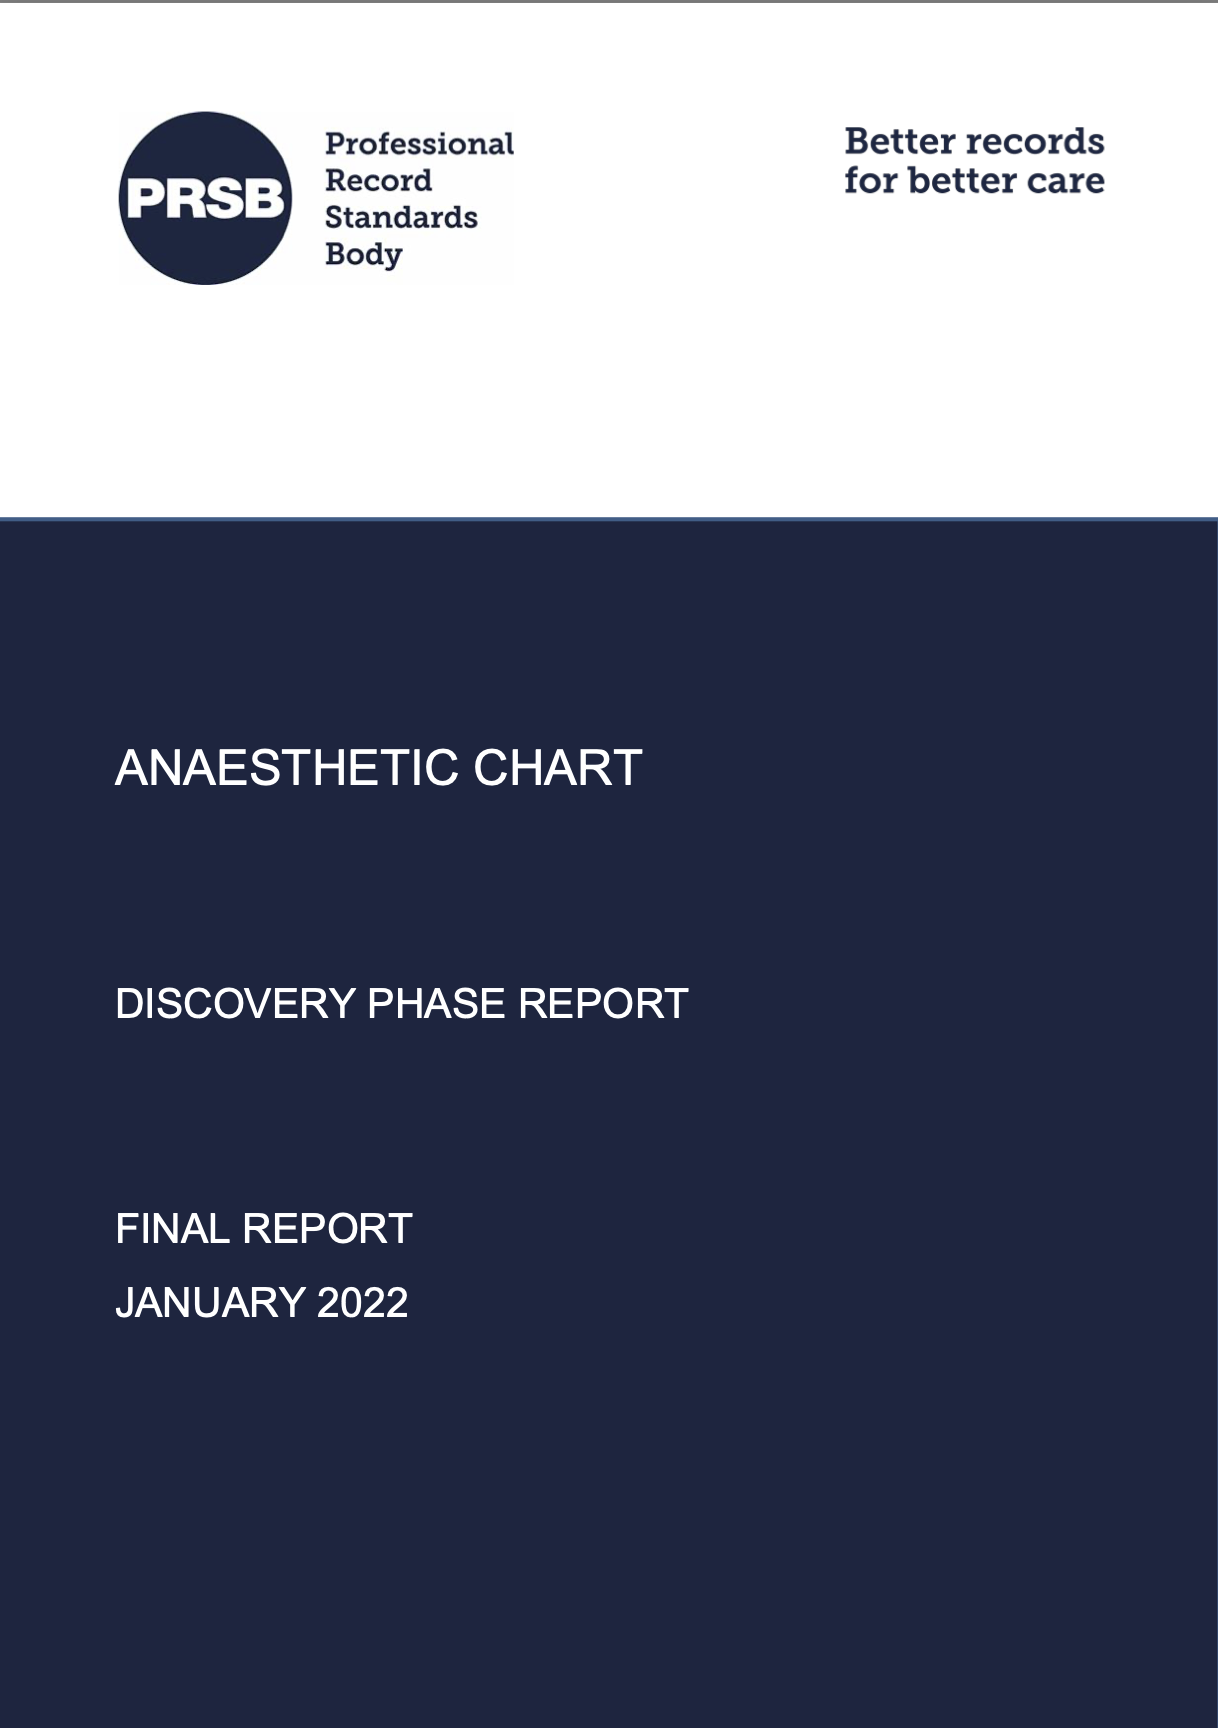 PRSB
Professional
Record
Standards
Body
Better records
for better care
ANAESTHETIC CHART
DISCOVERY PHASE REPORT
FINAL REPORT
JANUARY 2022